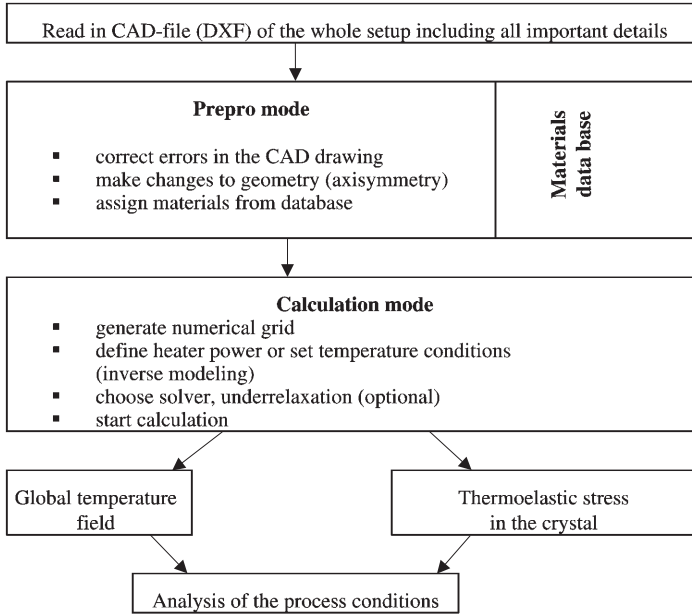 Read in CAD-file (DXF) of the whole setup including all important details
Prepro mode
▪ correct errors in the CAD drawing
▪ make changes to geometry (axisymmetry)
▪ assign materials from database
Materials
data base
Calculation mode
▪ generate numerical grid
▪ define heater power or set temperature conditions
(inverse modeling)
▪ choose solver, underrelaxation (optional)
▪ start calculation
Global temperature
field
Thermoelastic stress
in the crystal
Analysis of the process conditions